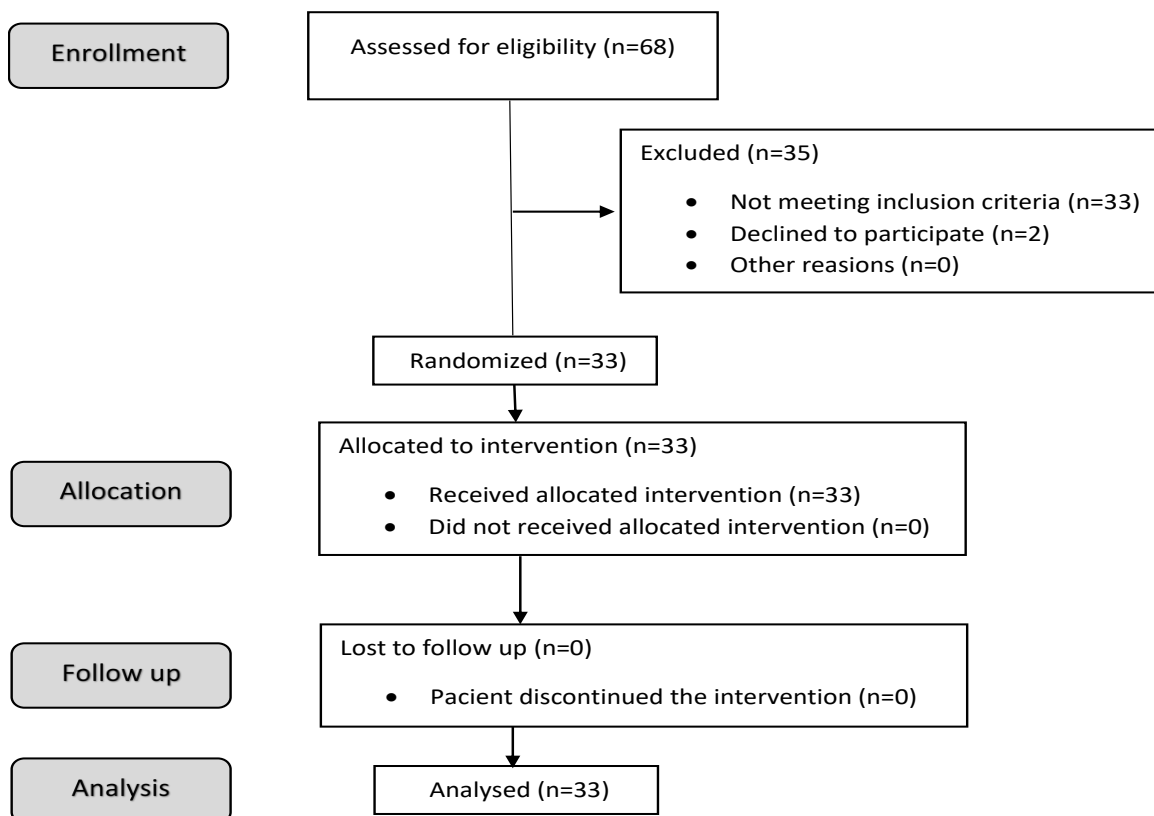 Enrollment
Assessed for eligibility (n=68)
Excluded (n=35)
• Not meeting inclusion criteria (n=33)
• Declined to participate (n=2)
• Other reasions (n=0)
Randomized (n=33)
Allocation
Allocated to intervention (n=33)
• Received allocated intervention (n=33)
• Did not received allocated intervention (n=0)
Follow up
Lost to follow up (n=0)
• Pacient discontinued the intervention (n=0)
Analysis
Analysed (n=33)